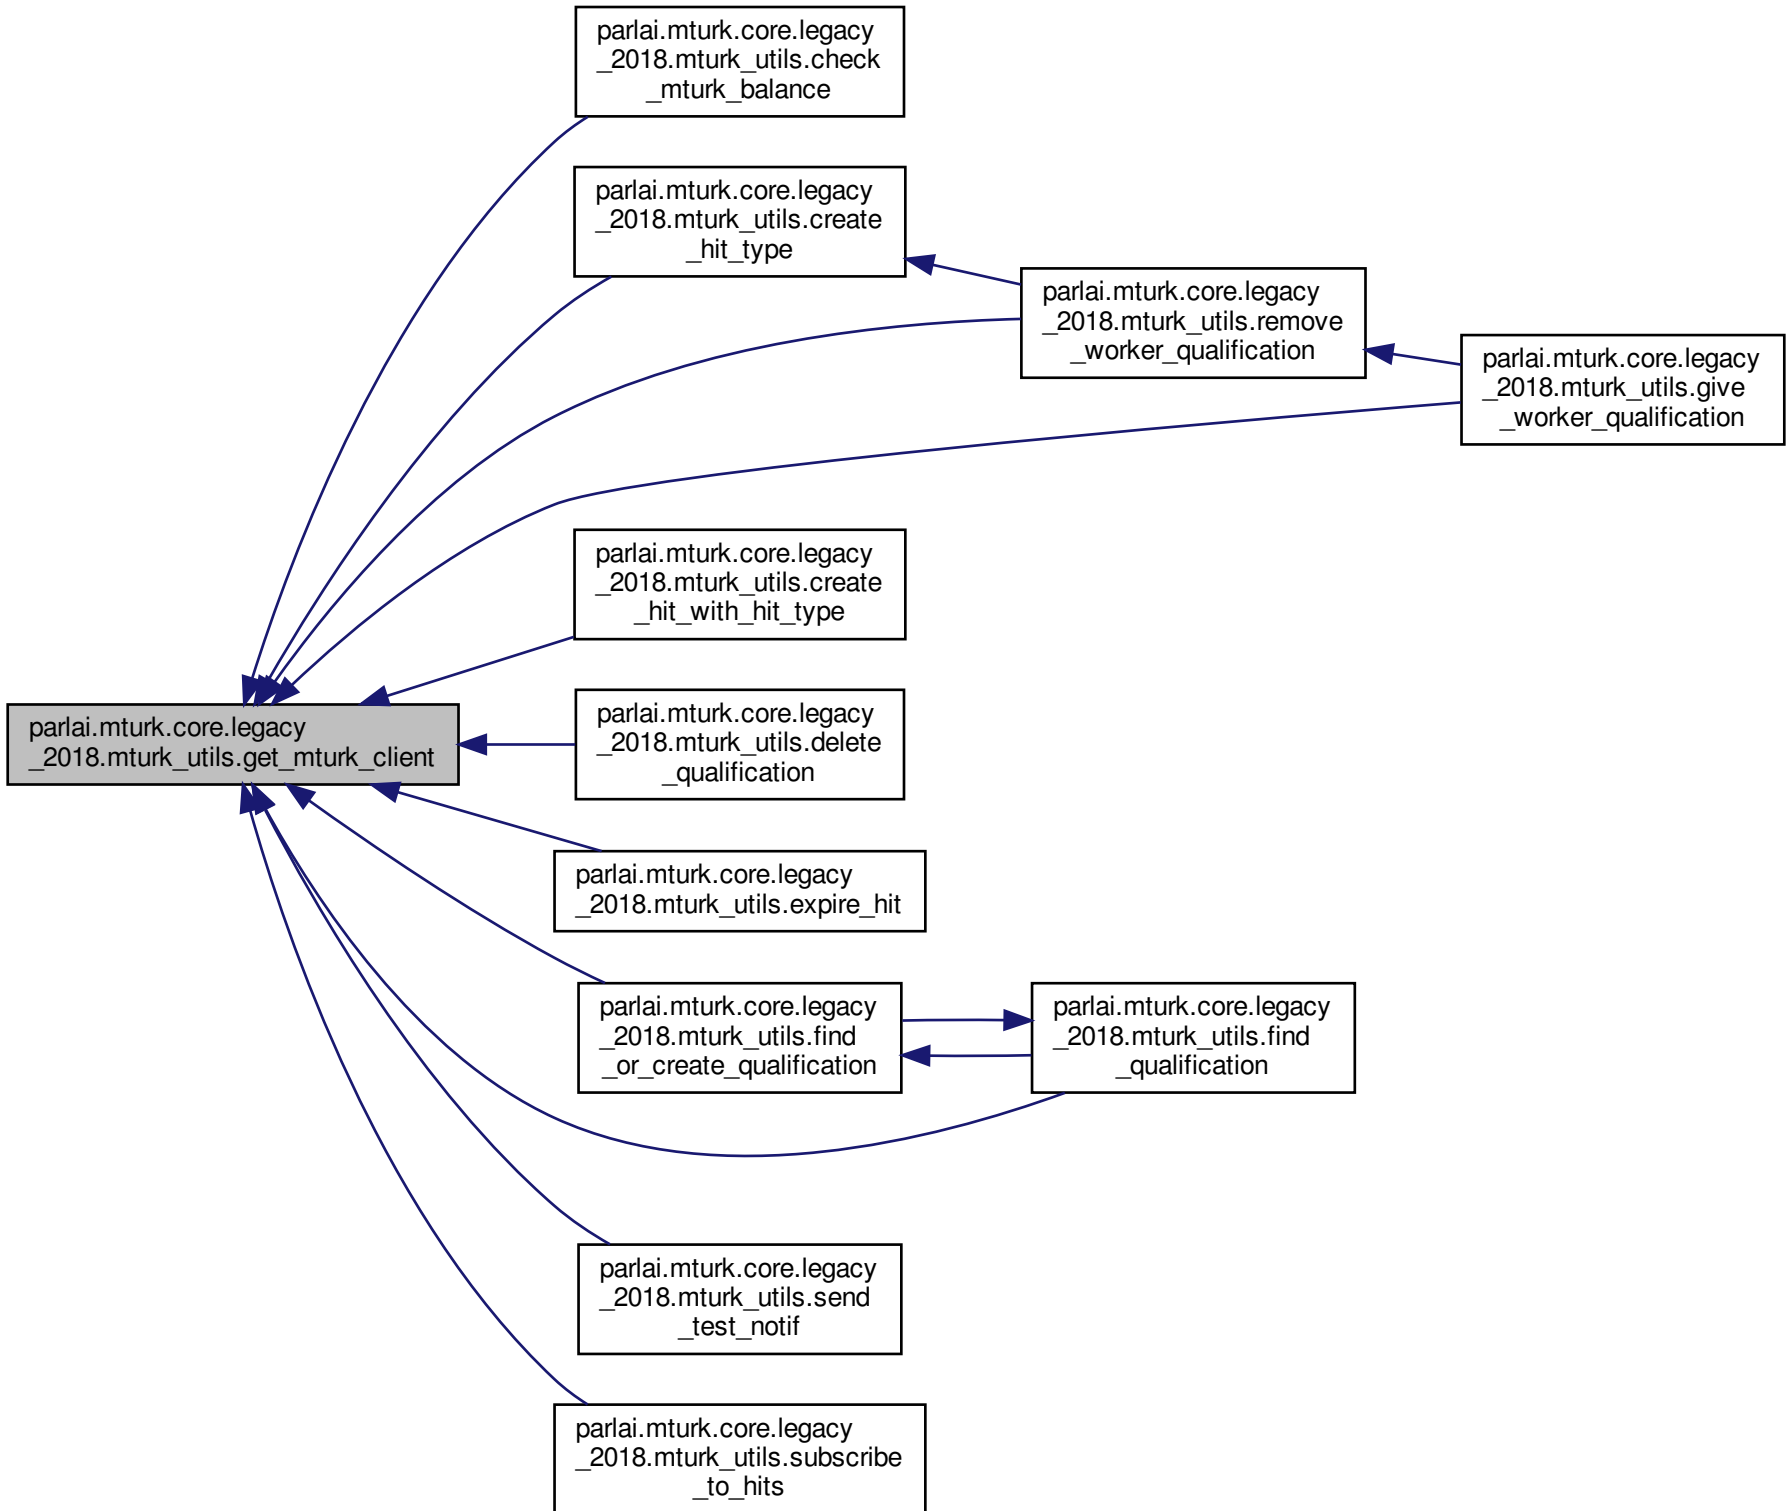 parlai.mturk.core.legacy
_2018.mturk_utils.check
_mturk_balance
parlai.mturk.core.legacy
_2018.mturk_utils.create
_hit_type
parlai.mturk.core.legacy
_2018.mturk_utils.remove
_worker_qualification
parlai.mturk.core.legacy
_2018.mturk_utils.give
_worker_qualification
parlai.mturk.core.legacy
_2018.mturk_utils.create
_hit_with_hit_type
parlai.mturk.core.legacy
_2018.mturk_utils.get_mturk_client
parlai.mturk.core.legacy
_2018.mturk_utils.delete
_qualification
parlai.mturk.core.legacy
_2018.mturk_utils.expire_hit
parlai.mturk.core.legacy
_2018.mturk_utils.find
_or_create_qualification
parlai.mturk.core.legacy
_2018.mturk_utils.find
_qualification
parlai.mturk.core.legacy
_2018.mturk_utils.send
_test_notif
parlai.mturk.core.legacy
_2018.mturk_utils.subscribe
_to_hits